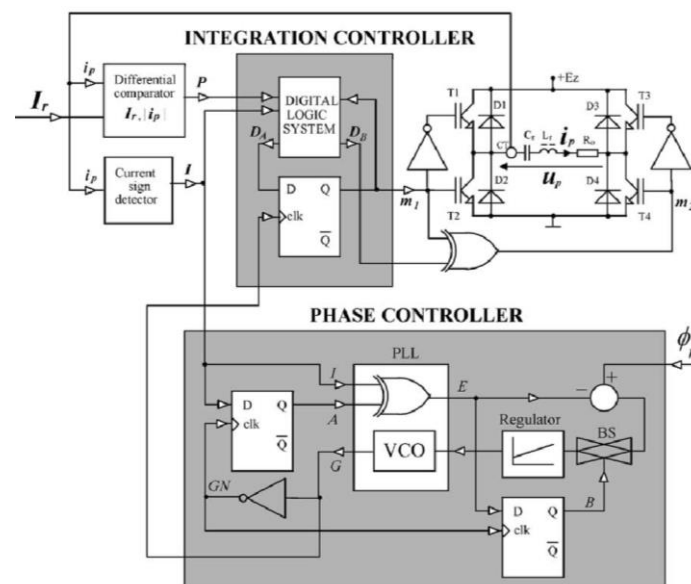 INTEGRATION CONTROLLER
i_p
Differential
comparator
I_r, |i_p|
P
I_r
DIGITAL
LOGIC
SYSTEM
D_A
D_B
i_p
Current
sign
detector
I
D
Q
clk
Q̅
m_1
+Ez
T1
D1
D3
T3
C_r
L_r
i_p
R_o
CT
u_p
D2
D4
T2
T4
PHASE CONTROLLER
PLL
ϕ
I
E
+
−
D
Q
A
clk
Q̅
Regulator
BS
VCO
G
GN
D
Q
B
clk
Q̅